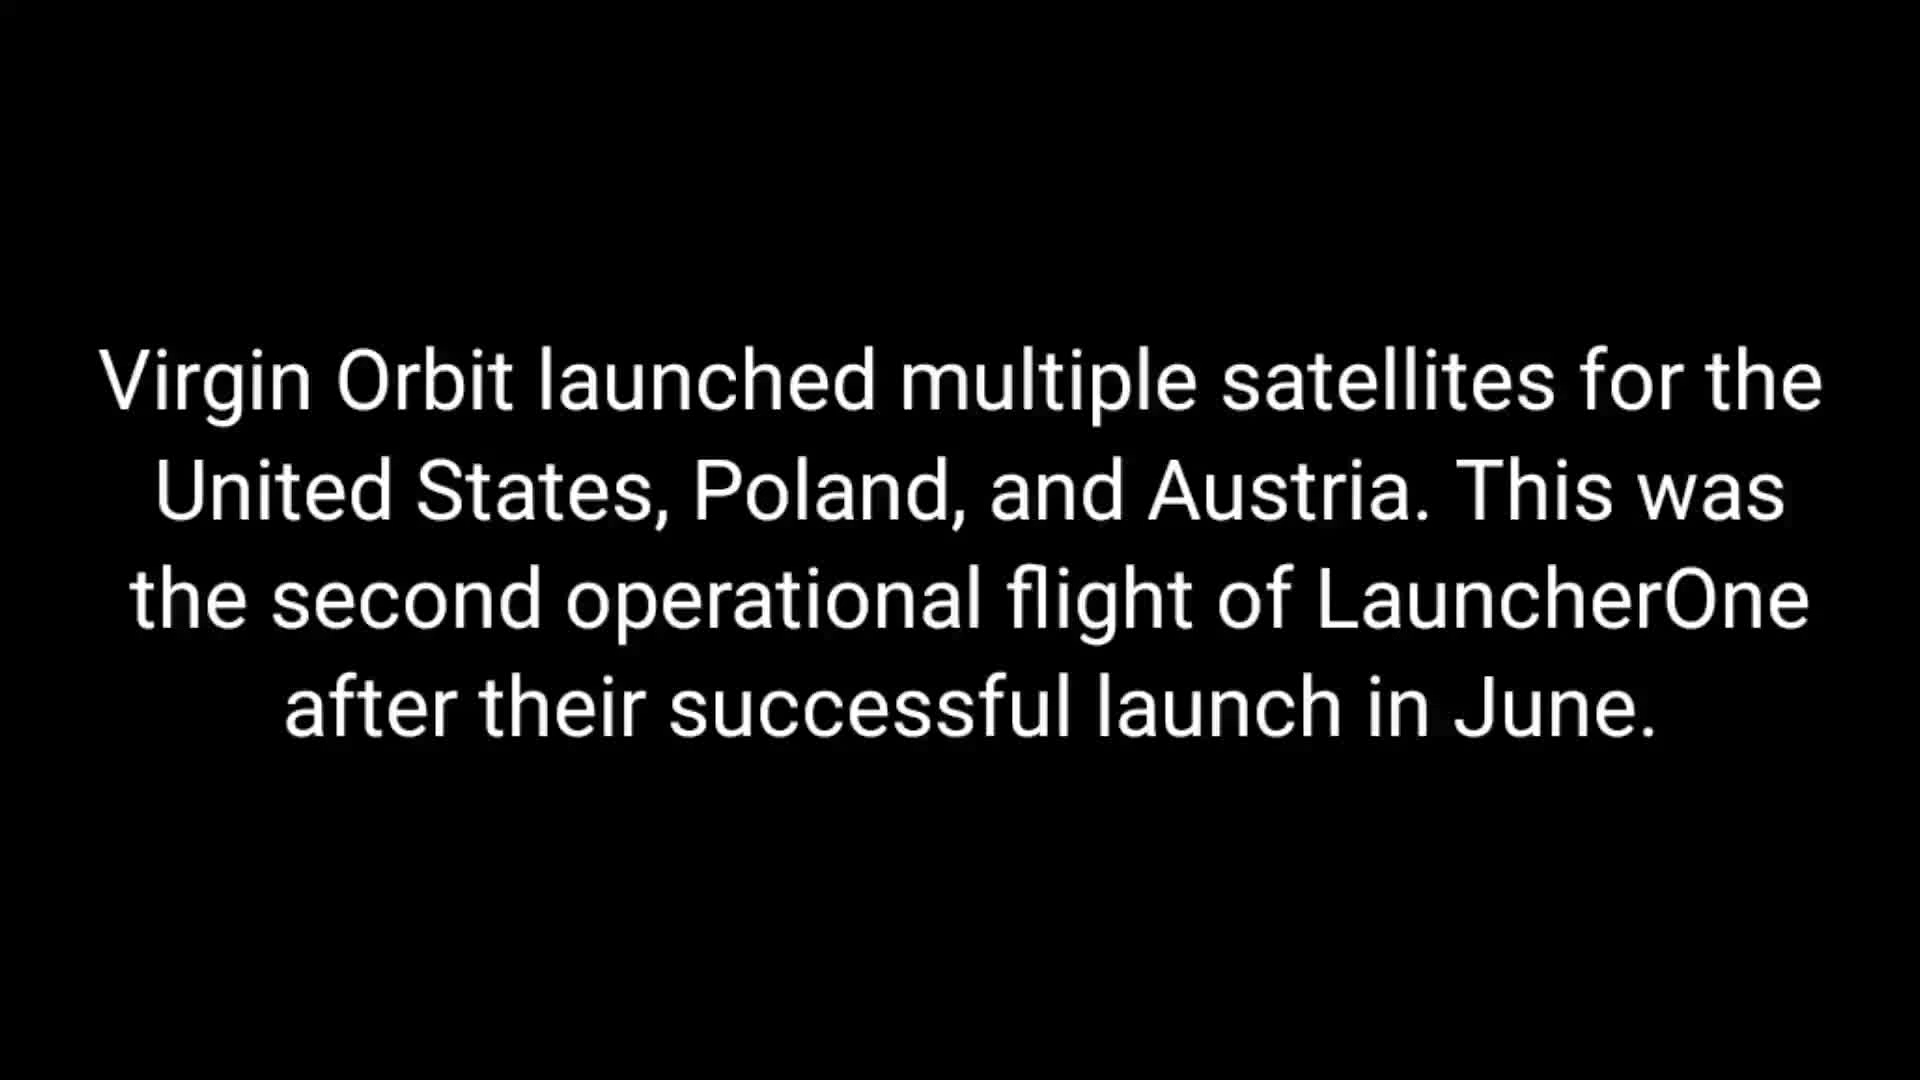 Virgin Orbit launched multiple satellites for the
United States, Poland, and Austria. This was
the second operational flight of LauncherOne
after their successful launch in June.